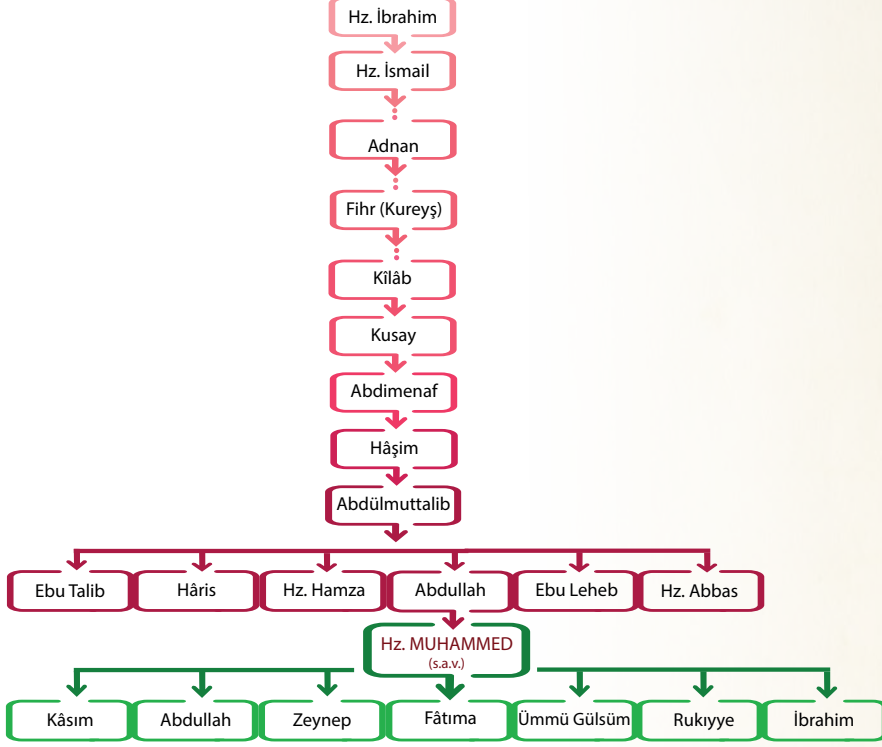 Hz. İbrahim
Hz. İsmail
Adnan
Fihr (Kureyş)
Kîlâb
Kusay
Abdimenaf
Hâşim
Abdülmuttalib
Ebu Talib
Hâris
Hz. Hamza
Abdullah
Ebu Leheb
Hz. Abbas
Hz. MUHAMMED
(s.a.v.)
Kâsım
Abdullah
Zeynep
Fâtıma
Ümmü Gülsüm
Rukıyye
İbrahim